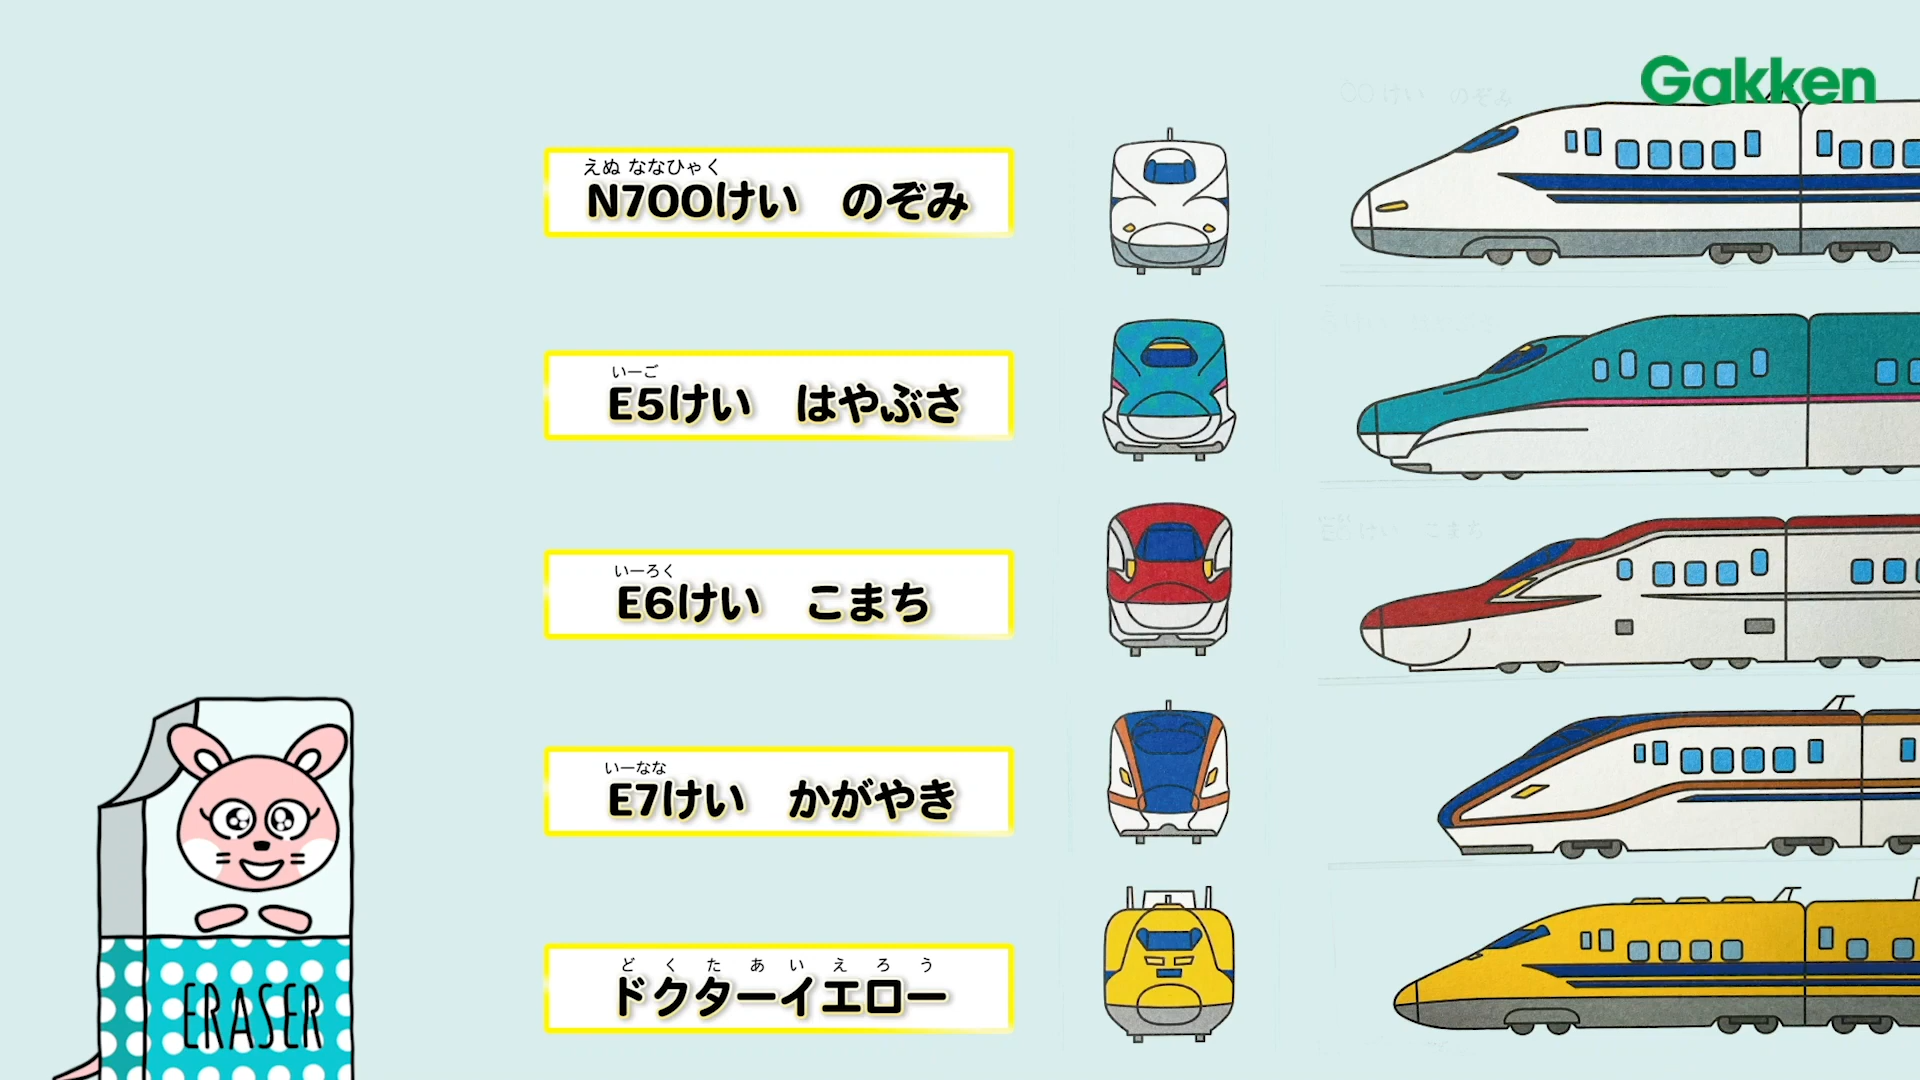 Gakken
えぬ ななひゃく
N700けい のぞみ
いーご
E5けい はやぶさ
いーろく
E6けい こまち
いーなな
E7けい かがやき
どくたあいえろう
ドクターイエロー
ERASER